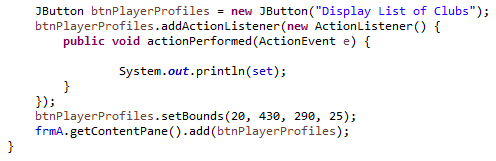 JButton btnPlayerProfiles = new JButton("Display List of Clubs");
btnPlayerProfiles.addActionListener(new ActionListener() {
public void actionPerformed(ActionEvent e) {
System.out.println(set);
}
});
btnPlayerProfiles.setBounds(20, 430, 290, 25);
frmA.getContentPane().add(btnPlayerProfiles);
}